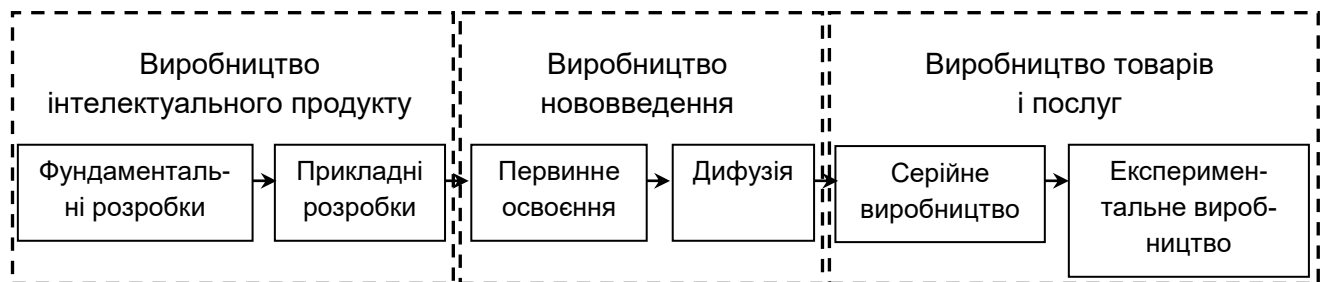 Виробництво
інтелектуального продукту
Фундаменталь-
ні розробки
Прикладні
розробки
Виробництво
нововведення
Первинне
освоєння
Дифузія
Виробництво товарів
і послуг
Серійне
виробництво
Експеримен-
тальне вироб-
ництво